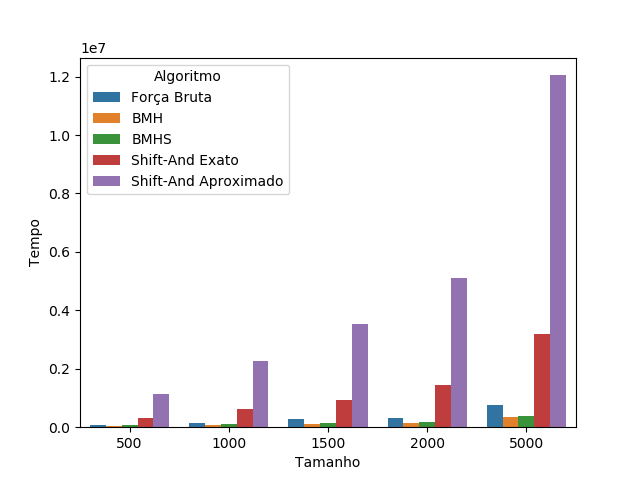 1e7
Algoritmo
Força Bruta
BMH
BMHS
Shift-And Exato
Shift-And Aproximado
1.2
1.0
0.8
0.6
0.4
0.2
0.0
Tempo
500 1000 1500 2000 5000
Tamanho